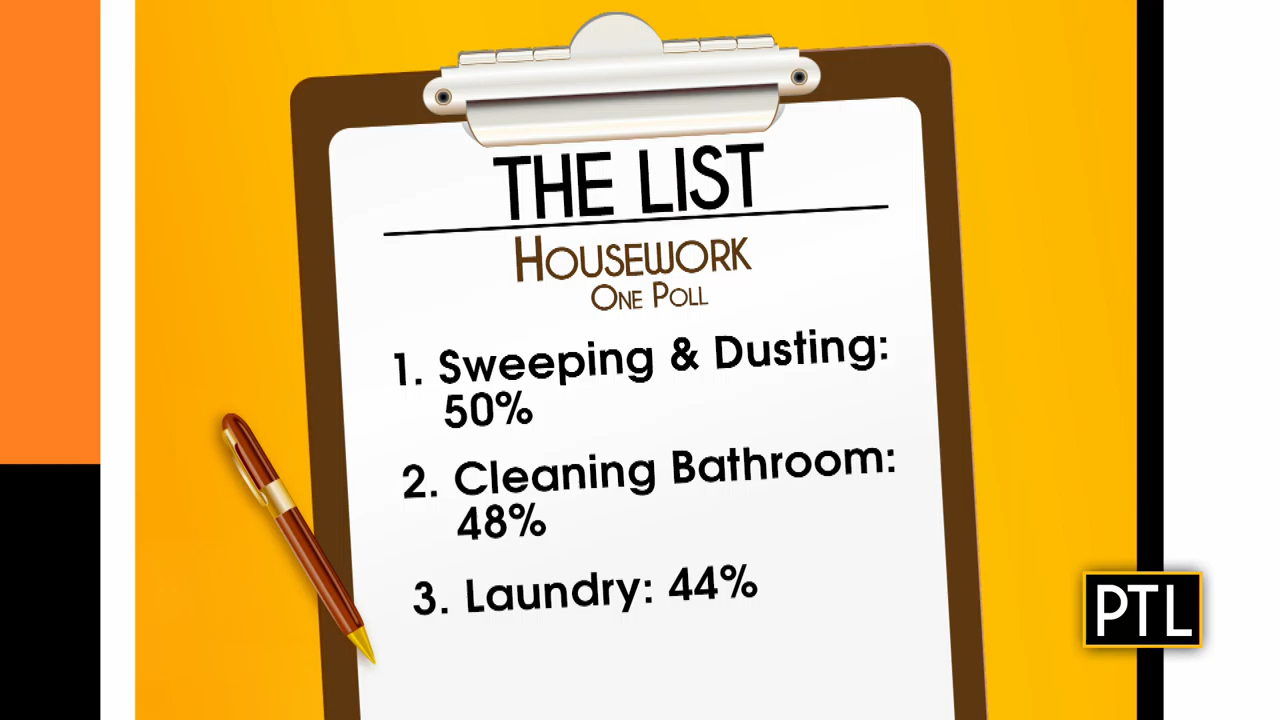 THE LIST
HOUSEWORK
ONE POLL
1. Sweeping & Dusting:
50%
2. Cleaning Bathroom:
48%
3. Laundry: 44%
PTL